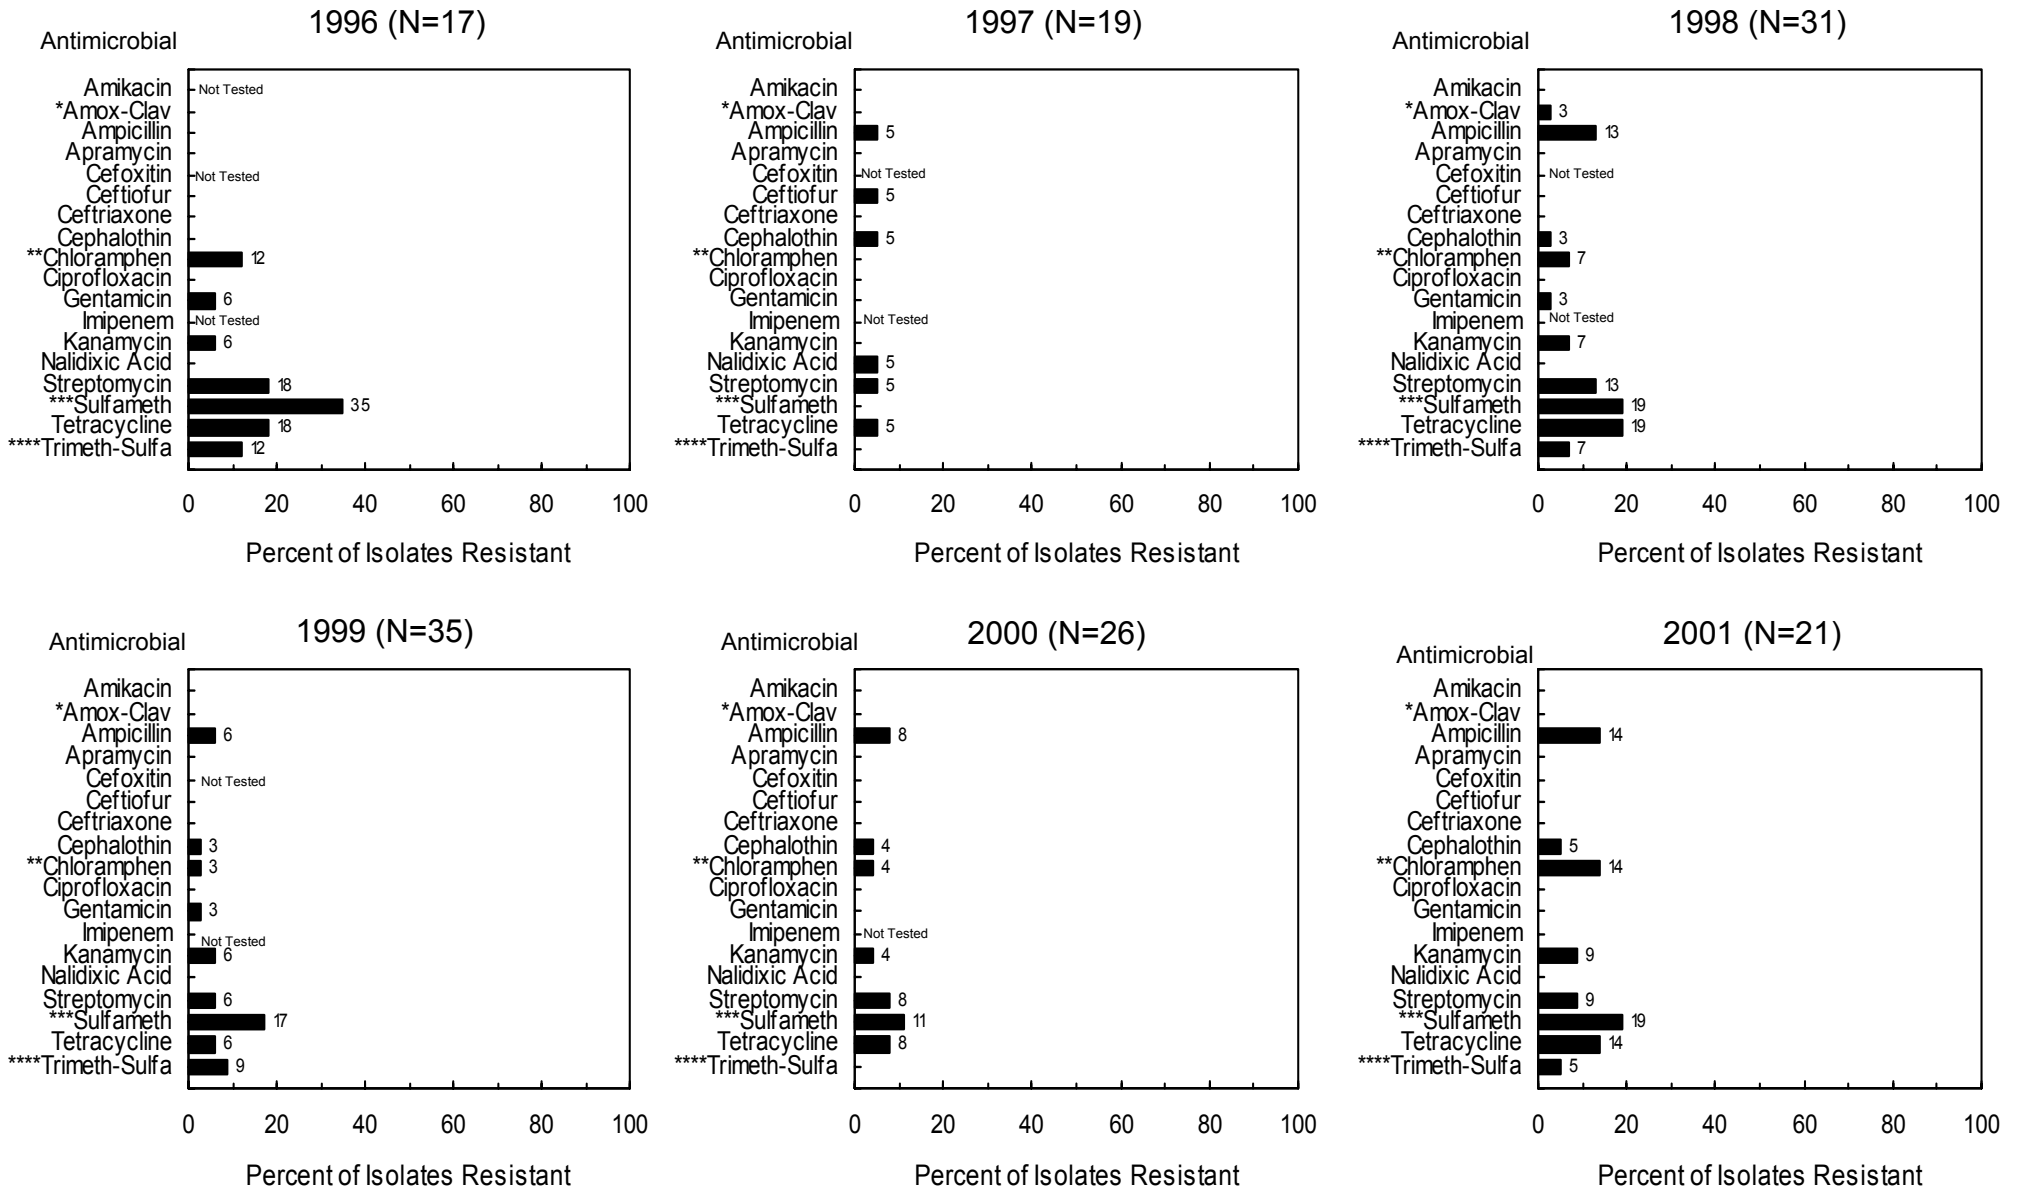 1996 (N=17)
Antimicrobial
Amikacin Not Tested
*Amox-Clav
Ampicillin
Apramycin
Cefoxitin Not Tested
Ceftiofur
Ceftriaxone
Cephalothin
**Chloramphen 12
Ciprofloxacin
Gentamicin 6
Imipenem Not Tested
Kanamycin 6
Nalidixic Acid
Streptomycin 18
***Sulfameth 35
Tetracycline 18
****Trimeth-Sulfa 12
0 20 40 60 80 100
Percent of Isolates Resistant
1997 (N=19)
Antimicrobial
Amikacin
*Amox-Clav
Ampicillin 5
Apramycin
Cefoxitin Not Tested
Ceftiofur 5
Ceftriaxone
Cephalothin 5
**Chloramphen
Ciprofloxacin
Gentamicin
Imipenem Not Tested
Kanamycin
Nalidixic Acid 5
Streptomycin 5
***Sulfameth
Tetracycline 5
****Trimeth-Sulfa
0 20 40 60 80 100
Percent of Isolates Resistant
1998 (N=31)
Antimicrobial
Amikacin
*Amox-Clav 3
Ampicillin 13
Apramycin
Cefoxitin Not Tested
Ceftiofur
Ceftriaxone
Cephalothin 3
**Chloramphen 7
Ciprofloxacin
Gentamicin 3
Imipenem Not Tested
Kanamycin 7
Nalidixic Acid
Streptomycin 13
***Sulfameth 19
Tetracycline 19
****Trimeth-Sulfa 7
0 20 40 60 80 100
Percent of Isolates Resistant
1999 (N=35)
Antimicrobial
Amikacin
*Amox-Clav
Ampicillin 6
Apramycin
Cefoxitin Not Tested
Ceftiofur
Ceftriaxone
Cephalothin 3
**Chloramphen 3
Ciprofloxacin
Gentamicin 3
Imipenem Not Tested
Kanamycin 6
Nalidixic Acid
Streptomycin 6
***Sulfameth 17
Tetracycline 6
****Trimeth-Sulfa 9
0 20 40 60 80 100
Percent of Isolates Resistant
2000 (N=26)
Antimicrobial
Amikacin
*Amox-Clav
Ampicillin 8
Apramycin
Cefoxitin
Ceftiofur
Ceftriaxone
Cephalothin 4
**Chloramphen 4
Ciprofloxacin
Gentamicin
Imipenem Not Tested
Kanamycin 4
Nalidixic Acid
Streptomycin 8
***Sulfameth 11
Tetracycline 8
****Trimeth-Sulfa
0 20 40 60 80 100
Percent of Isolates Resistant
2001 (N=21)
Antimicrobial
Amikacin
*Amox-Clav
Ampicillin 14
Apramycin
Cefoxitin
Ceftiofur
Ceftriaxone
Cephalothin 5
**Chloramphen 14
Ciprofloxacin
Gentamicin
Imipenem
Kanamycin 9
Nalidixic Acid
Streptomycin 9
***Sulfameth 19
Tetracycline 14
****Trimeth-Sulfa 5
0 20 40 60 80 100
Percent of Isolates Resistant